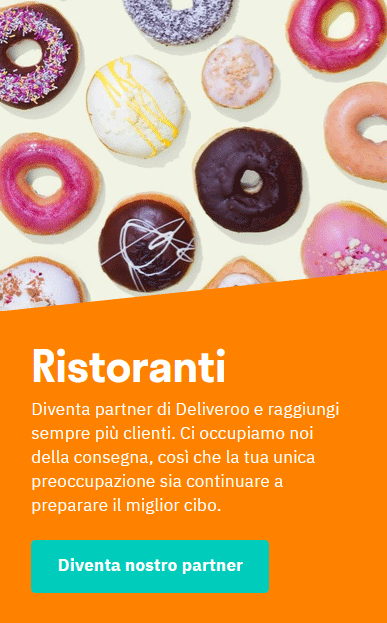 Ristoranti
Diventa partner di Deliveroo e raggiungi
sempre più clienti. Ci occupiamo noi
della consegna, così che la tua unica
preoccupazione sia continuare a
preparare il miglior cibo.
Diventa nostro partner